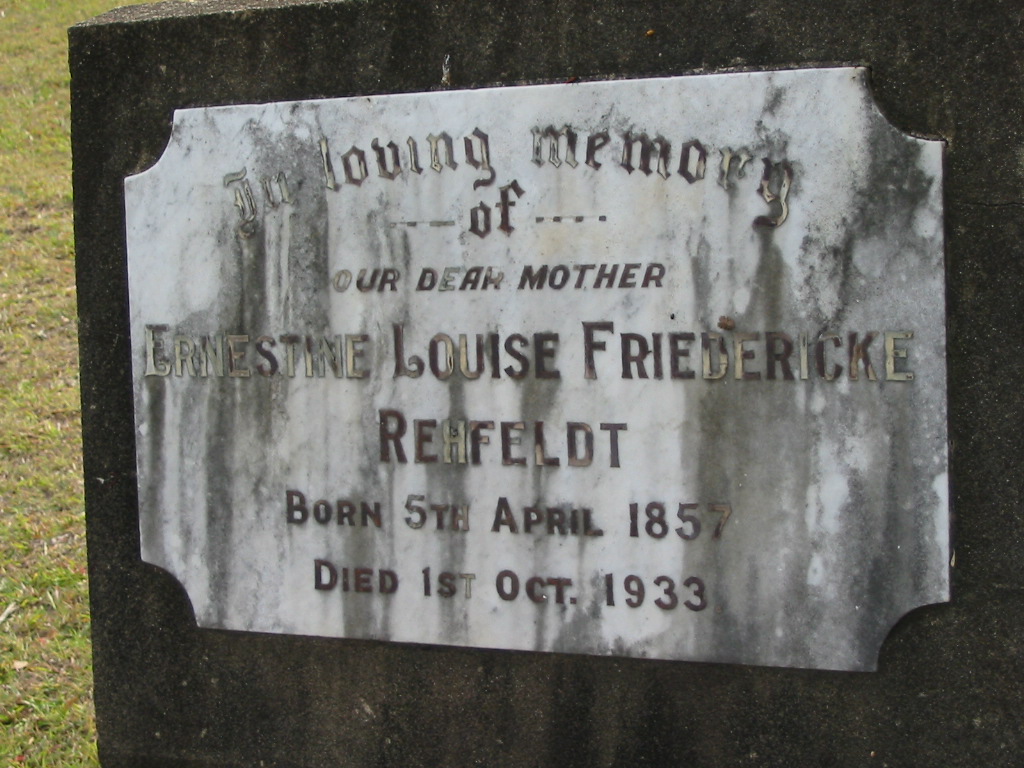 In loving memory
of
OUR DEAR MOTHER
ERNESTINE LOUISE FRIEDERICKE
REHFELDT
BORN 5TH APRIL 1857
DIED 1ST OCT. 1933